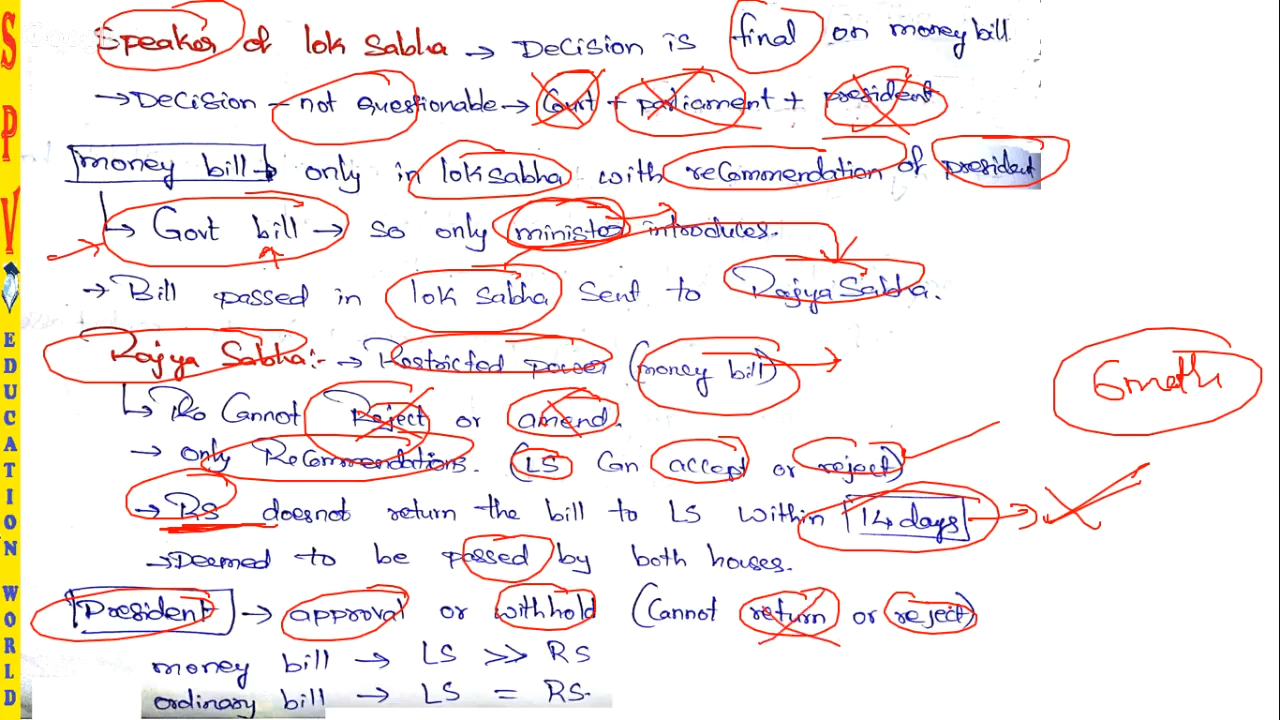 SPV EDUCATION WORLD
Speaker of lok Sabha → Decision is final on money bill
→ Decision - not Questionable → Court + parliament + president
money bill → only in lok sabha with recommendation of president
↳ Govt bill → so only minister introduces.
→ Bill passed in lok sabha Sent to Rajya Sabha.
Rajya Sabha:- → Restricted power (money bill)
↳ Rs Cannot Reject or amend.
→ only Recommendations. (LS Can accept or reject)
→ RS doesnot return the bill to LS within 14 days
→ Deemed to be passed by both houses.
President → approval or withhold (Cannot return or reject)
money bill → LS >> RS
ordinary bill → LS = RS.